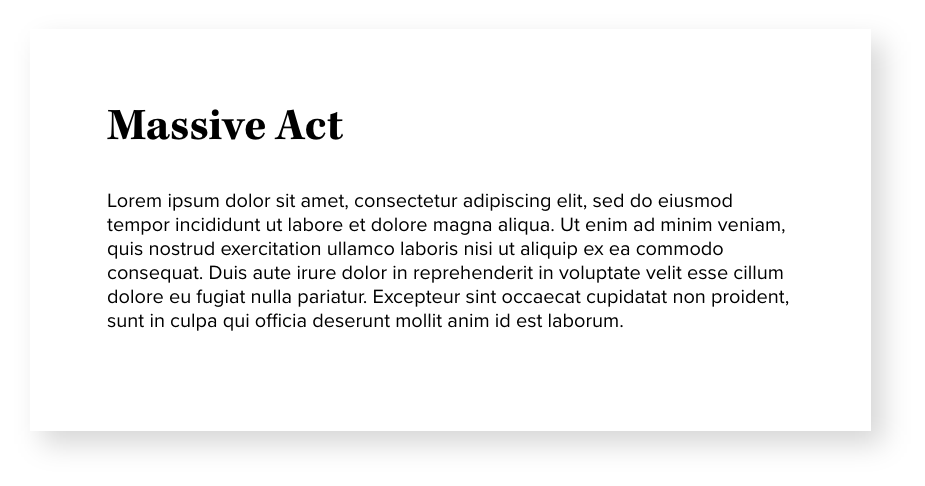 Massive Act
Lorem ipsum dolor sit amet, consectetur adipiscing elit, sed do eiusmod
tempor incididunt ut labore et dolore magna aliqua. Ut enim ad minim veniam,
quis nostrud exercitation ullamco laboris nisi ut aliquip ex ea commodo
consequat. Duis aute irure dolor in reprehenderit in voluptate velit esse cillum
dolore eu fugiat nulla pariatur. Excepteur sint occaecat cupidatat non proident,
sunt in culpa qui officia deserunt mollit anim id est laborum.